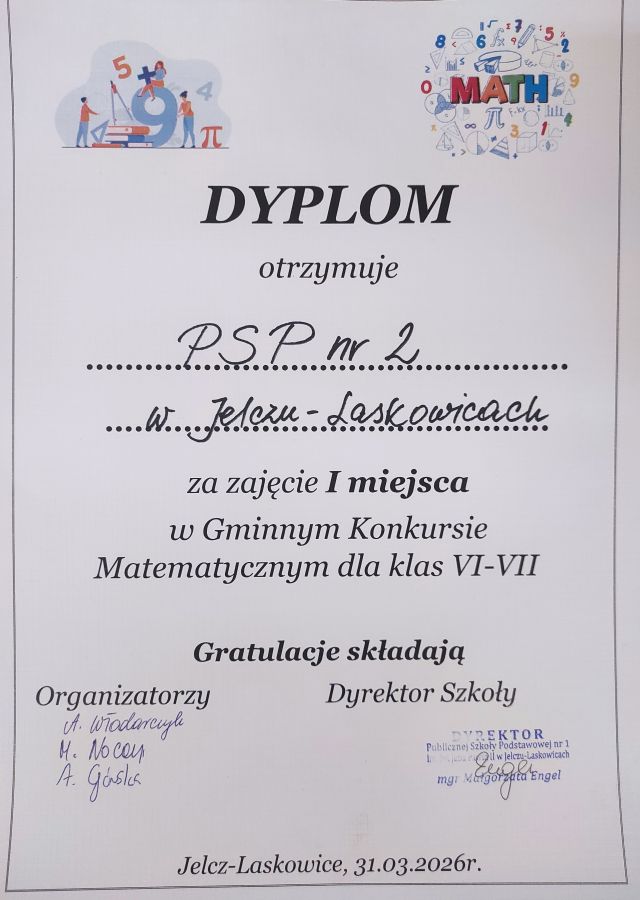 MATH
DYPLOM
otrzymuje
PSP nr 2
w Jelczu-Laskowicach
za zajęcie I miejsca
w Gminnym Konkursie
Matematycznym dla klas VI-VII
Gratulacje składają
Organizatorzy
A. Włodarczyk
M. Nocoń
A. Górska
Dyrektor Szkoły
DYREKTOR
Publicznej Szkoły Podstawowej nr 1
w Jelczu-Laskowicach
Engel
mgr Małgorzata Engel
Jelcz-Laskowice, 31.03.2026r.